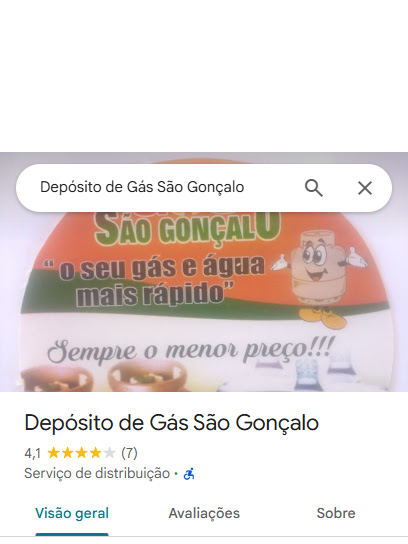 Depósito de Gás São Gonçalo
SÃO GONÇALO
"o seu gás e água
mais rápido"
Sempre o menor preço!!!
Depósito de Gás São Gonçalo
4,1 (7)
Serviço de distribuição ·
Visão geral Avaliações Sobre